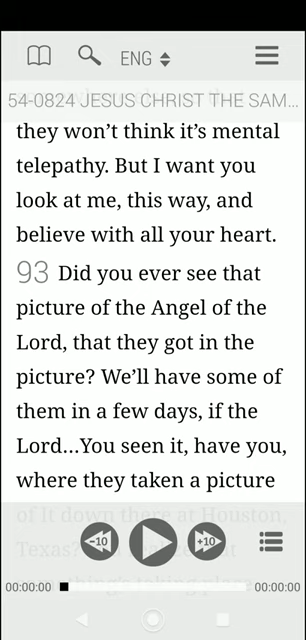 ENG
54-0824 JESUS CHRIST THE SAM...
they won't think it's mental
telepathy. But I want you
look at me, this way, and
believe with all your heart.
93 Did you ever see that
picture of the Angel of the
Lord, that they got in the
picture? We'll have some of
them in a few days, if the
Lord...You seen it, have you,
where they taken a picture
of It down there at Houston,
Texas?
-10 +10
00:00:00 00:00:00